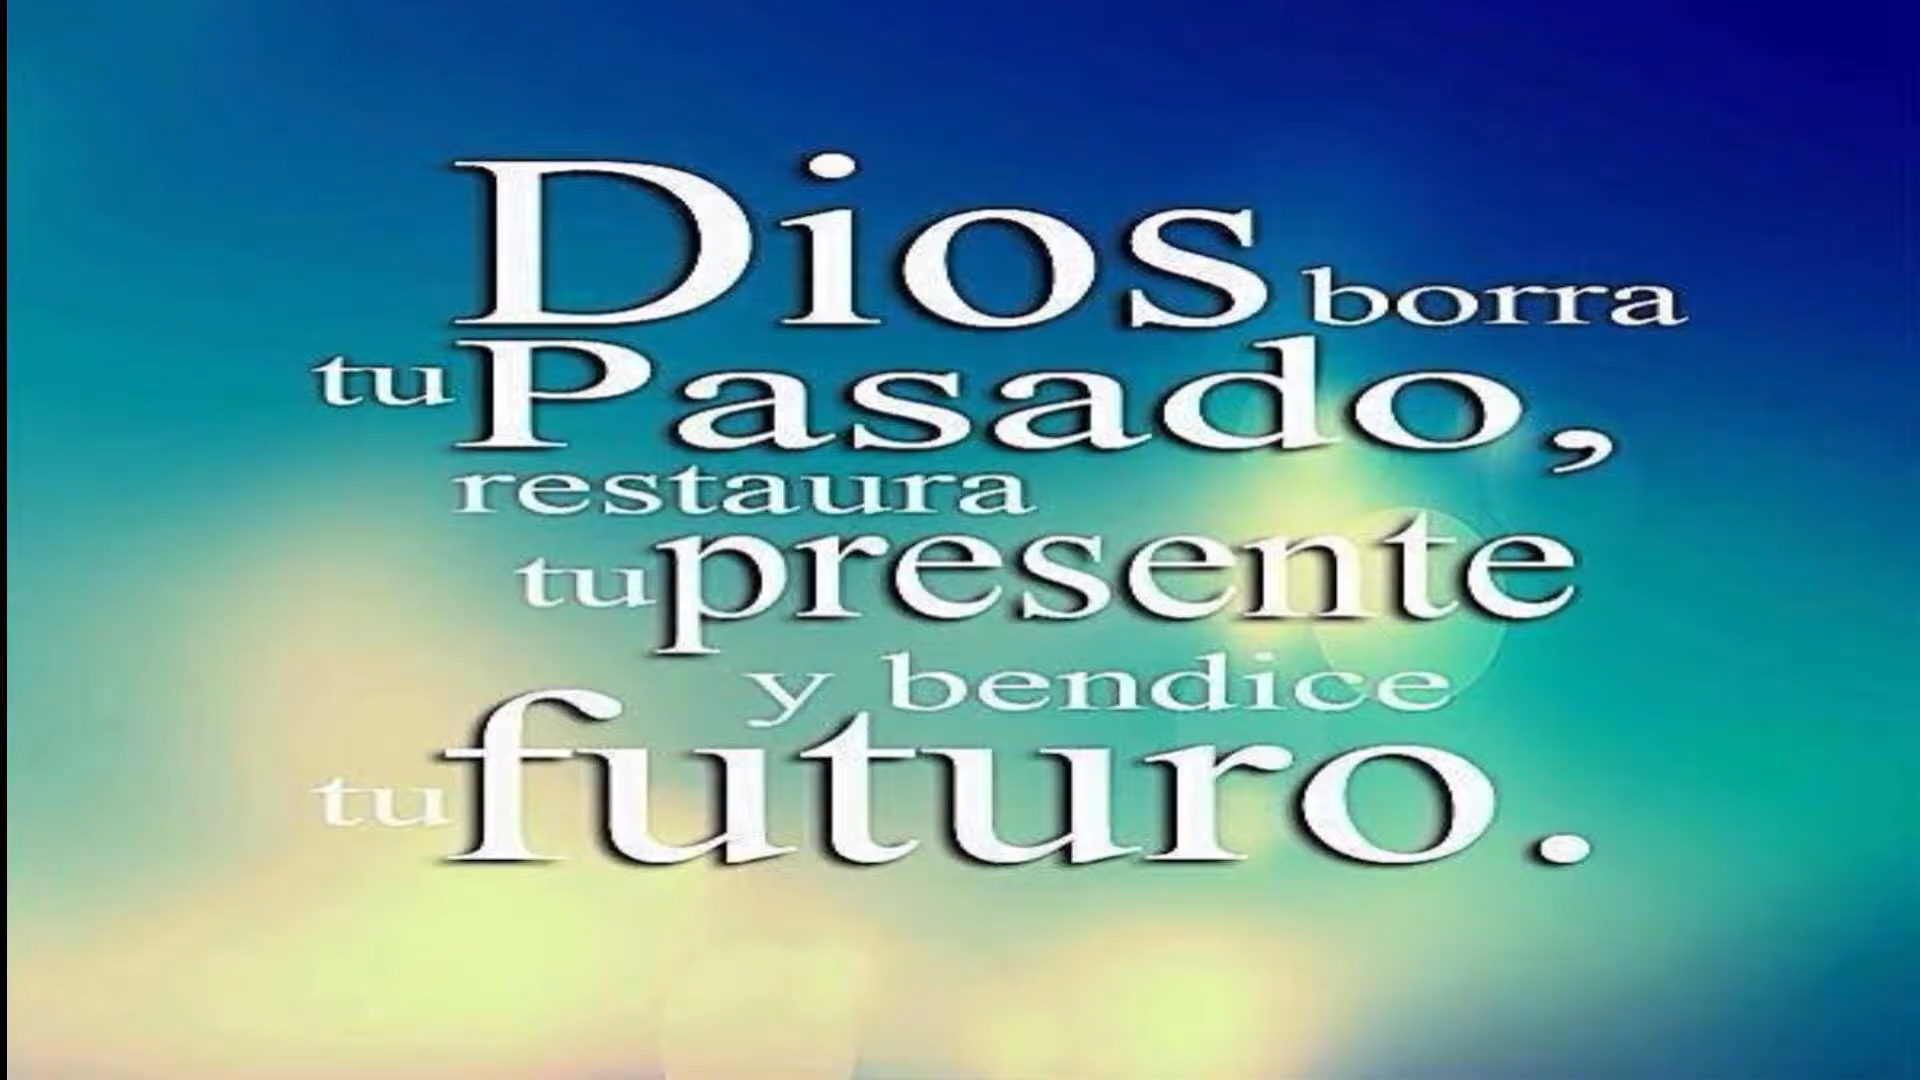 Dios borra
tu Pasado,
restaura
tu presente
y bendice
tu futuro.